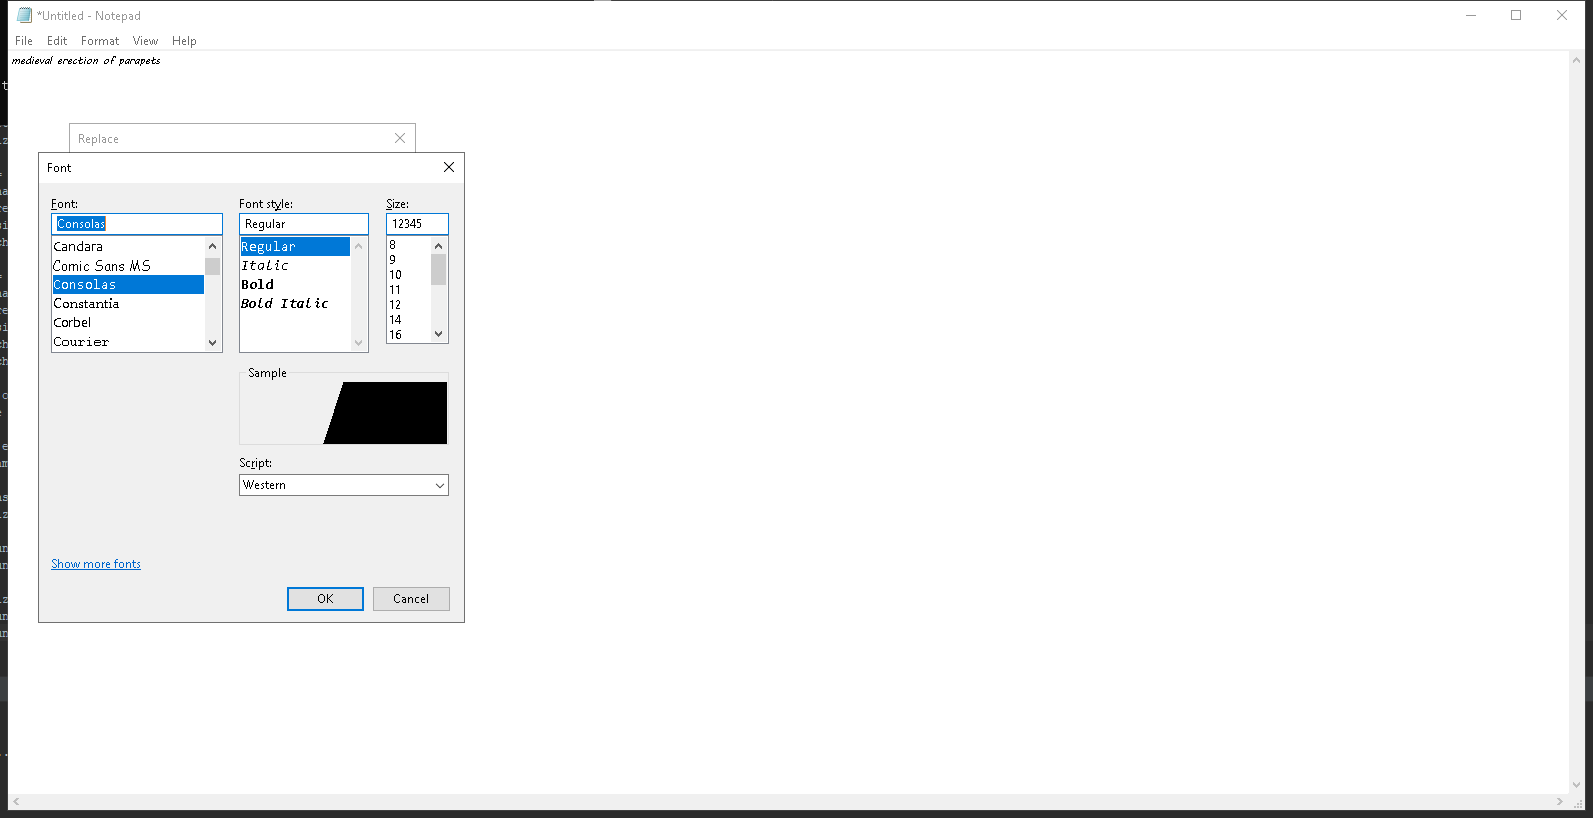 *Untitled - Notepad
File Edit Format View Help
medieval erection of parapets
Replace
Font
Font: Font style: Size:
Consolas Regular 12345
Candara Regular 8
Comic Sans MS Italic 9
Consolas Bold 10
Constantia Bold Italic 11
Corbel 12
Courier 14
16
Sample
Script:
Western
Show more fonts
OK Cancel